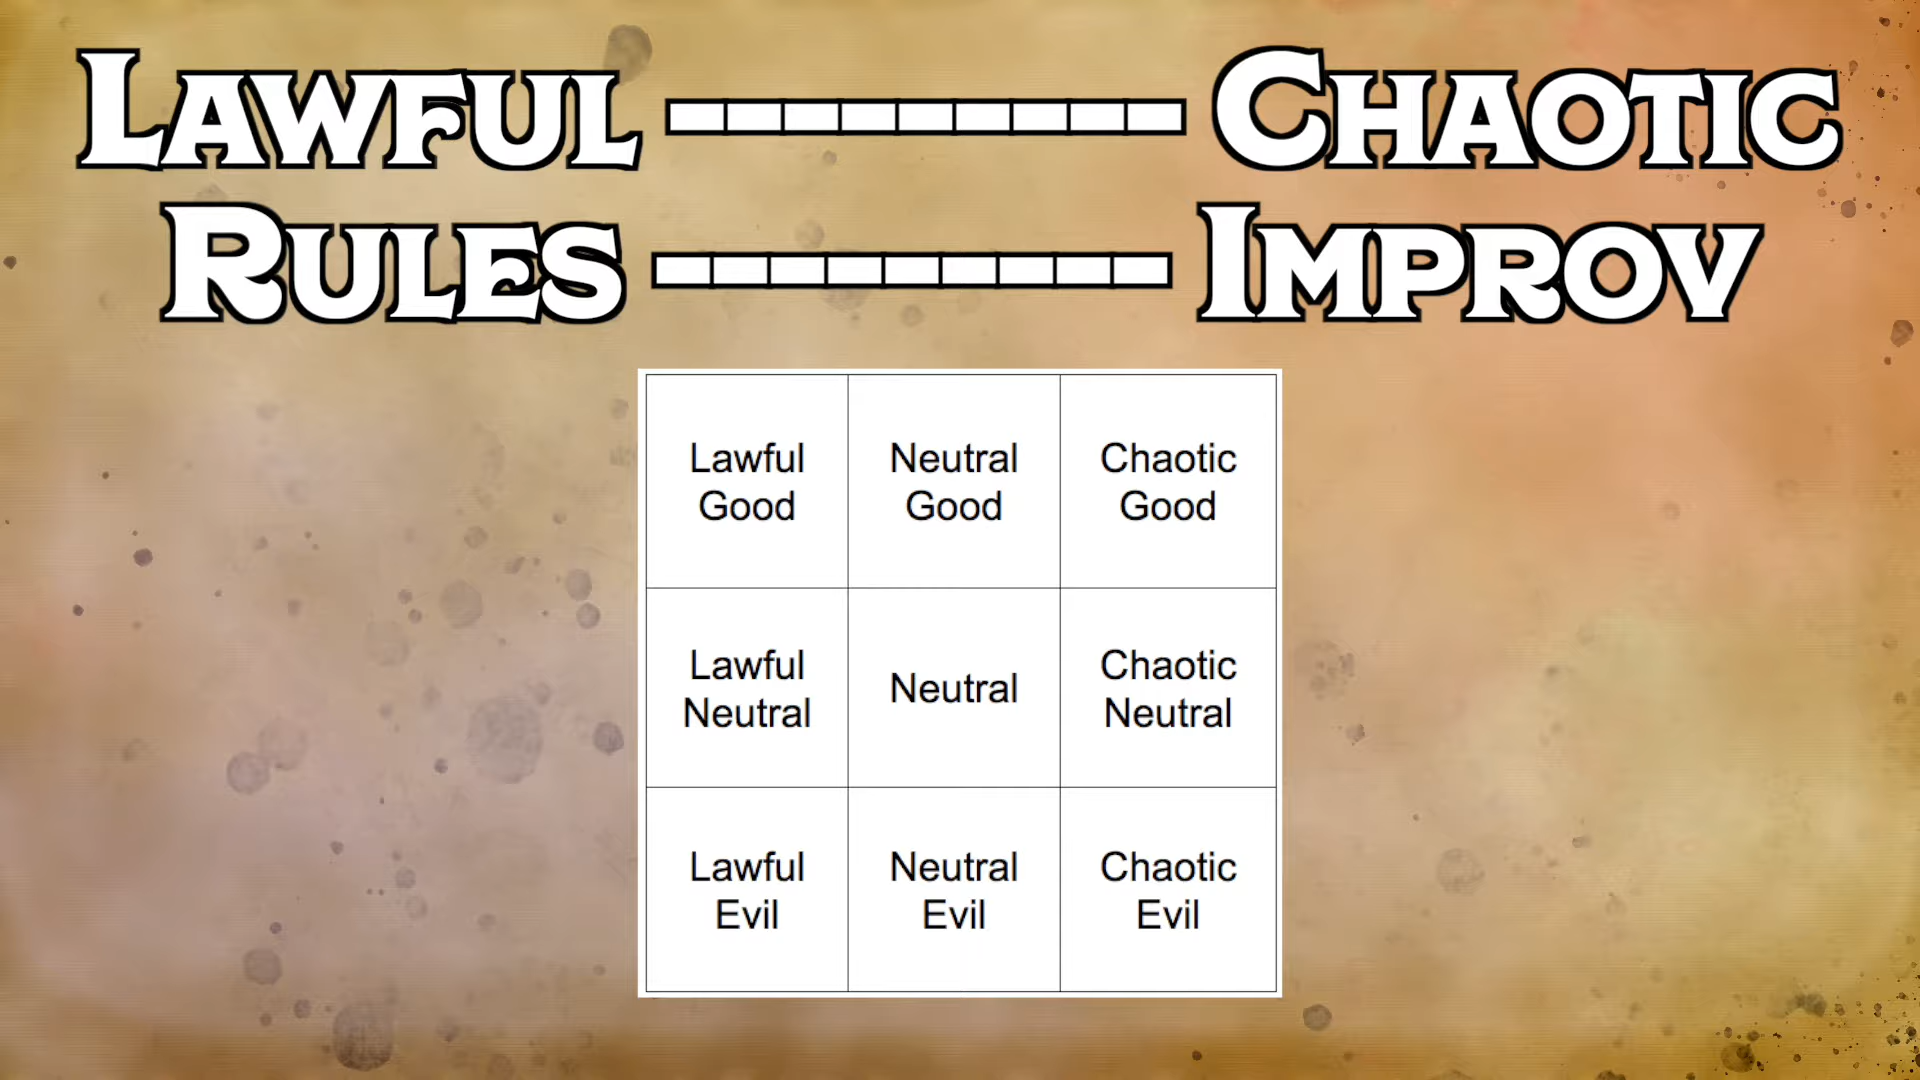 Lawful --------- Chaotic
Rules --------- Improv
Lawful Good
Neutral Good
Chaotic Good
Lawful Neutral
Neutral
Chaotic Neutral
Lawful Evil
Neutral Evil
Chaotic Evil